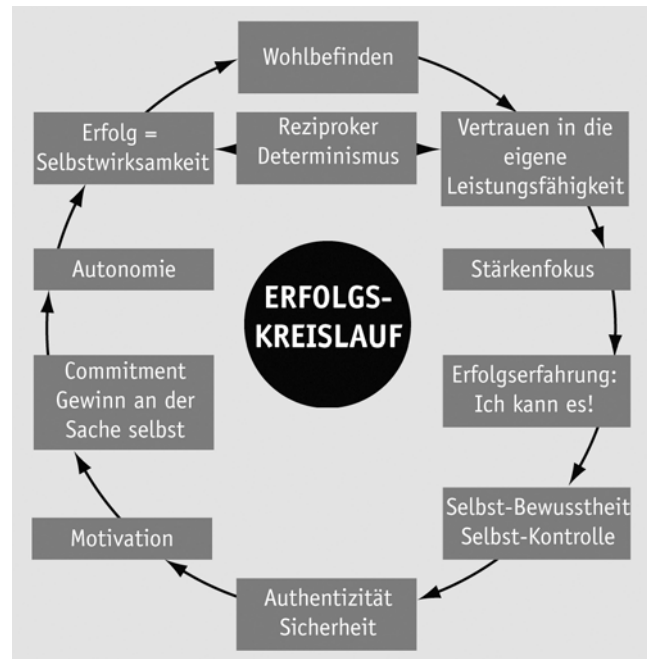 Wohlbefinden
Erfolg =
Selbstwirksamkeit
Reziproker
Determinismus
Vertrauen in die
eigene
Leistungsfähigkeit
Autonomie
Stärkenfokus
ERFOLGS-
KREISLAUF
Commitment
Gewinn an der
Sache selbst
Erfolgserfahrung:
Ich kann es!
Selbst-Bewusstheit
Selbst-Kontrolle
Motivation
Authentizität
Sicherheit